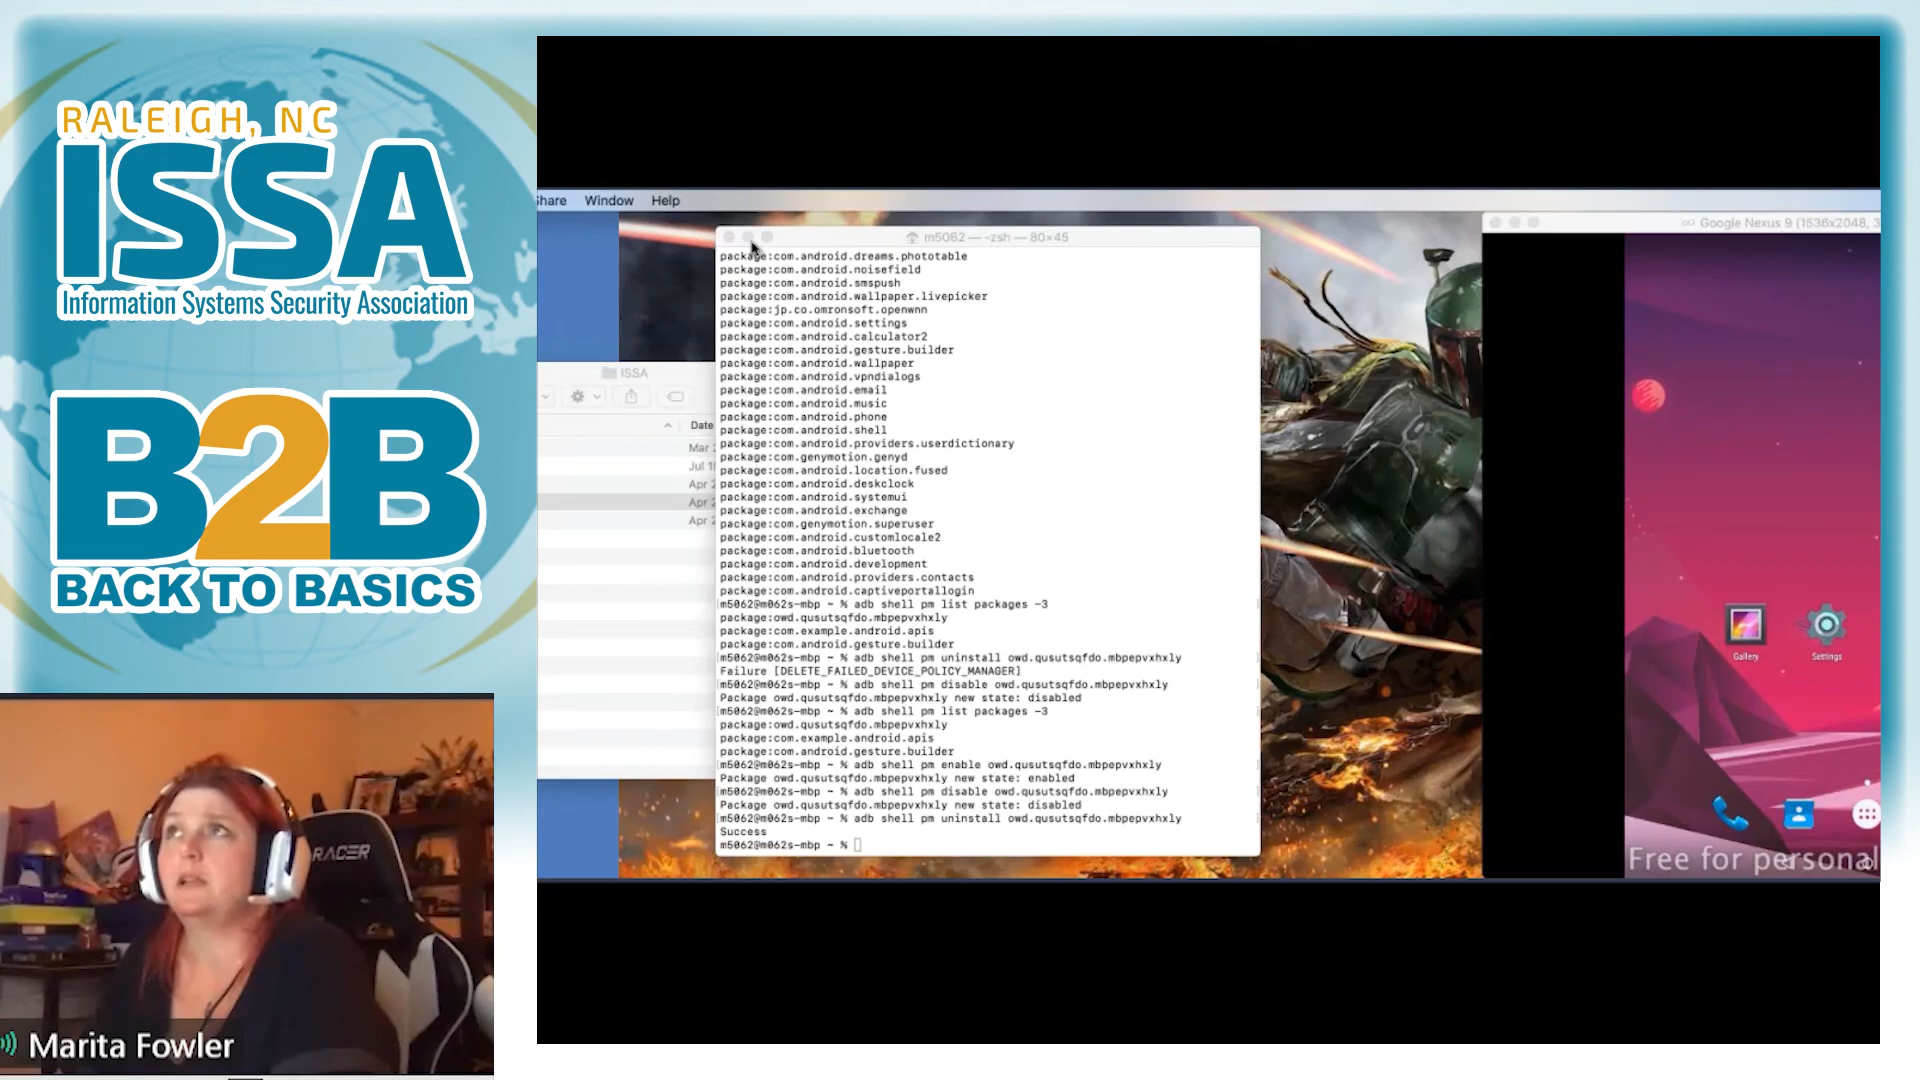 RALEIGH, NC
ISSA
Information Systems Security Association
B2B
BACK TO BASICS
RACER
Marita Fowler
Share Window Help
ISSA
Date
Mar
Jul 1
Apr 2
Apr 2
Apr 2
m5062 — -zsh — 80×45
package:com.android.dreams.phototable
package:com.android.noisefield
package:com.android.smspush
package:com.android.wallpaper.livepicker
package:jp.co.omronsoft.openwnn
package:com.android.settings
package:com.android.calculator2
package:com.android.gesture.builder
package:com.android.wallpaper
package:com.android.vpndialogs
package:com.android.email
package:com.android.music
package:com.android.phone
package:com.android.shell
package:com.android.providers.userdictionary
package:com.genymotion.genyd
package:com.android.location.fused
package:com.android.deskclock
package:com.android.systemui
package:com.android.exchange
package:com.genymotion.superuser
package:com.android.customlocale2
package:com.android.bluetooth
package:com.android.development
package:com.android.providers.contacts
package:com.android.captiveportallogin
[m5062@m062s-mbp ~ % adb shell pm list packages -3 ]
package:owd.qusutsqfdo.mbpepvxhxly
package:com.example.android.apis
package:com.android.gesture.builder
[m5062@m062s-mbp ~ % adb shell pm uninstall owd.qusutsqfdo.mbpepvxhxly ]
Failure [DELETE_FAILED_DEVICE_POLICY_MANAGER]
[m5062@m062s-mbp ~ % adb shell pm disable owd.qusutsqfdo.mbpepvxhxly ]
Package owd.qusutsqfdo.mbpepvxhxly new state: disabled
[m5062@m062s-mbp ~ % adb shell pm list packages -3 ]
package:owd.qusutsqfdo.mbpepvxhxly
package:com.example.android.apis
package:com.android.gesture.builder
[m5062@m062s-mbp ~ % adb shell pm enable owd.qusutsqfdo.mbpepvxhxly ]
Package owd.qusutsqfdo.mbpepvxhxly new state: enabled
[m5062@m062s-mbp ~ % adb shell pm disable owd.qusutsqfdo.mbpepvxhxly ]
Package owd.qusutsqfdo.mbpepvxhxly new state: disabled
[m5062@m062s-mbp ~ % adb shell pm uninstall owd.qusutsqfdo.mbpepvxhxly ]
Success
m5062@m062s-mbp ~ %
Google Nexus 9 (1536x2048, 3
Gallery
Settings
Free for personal